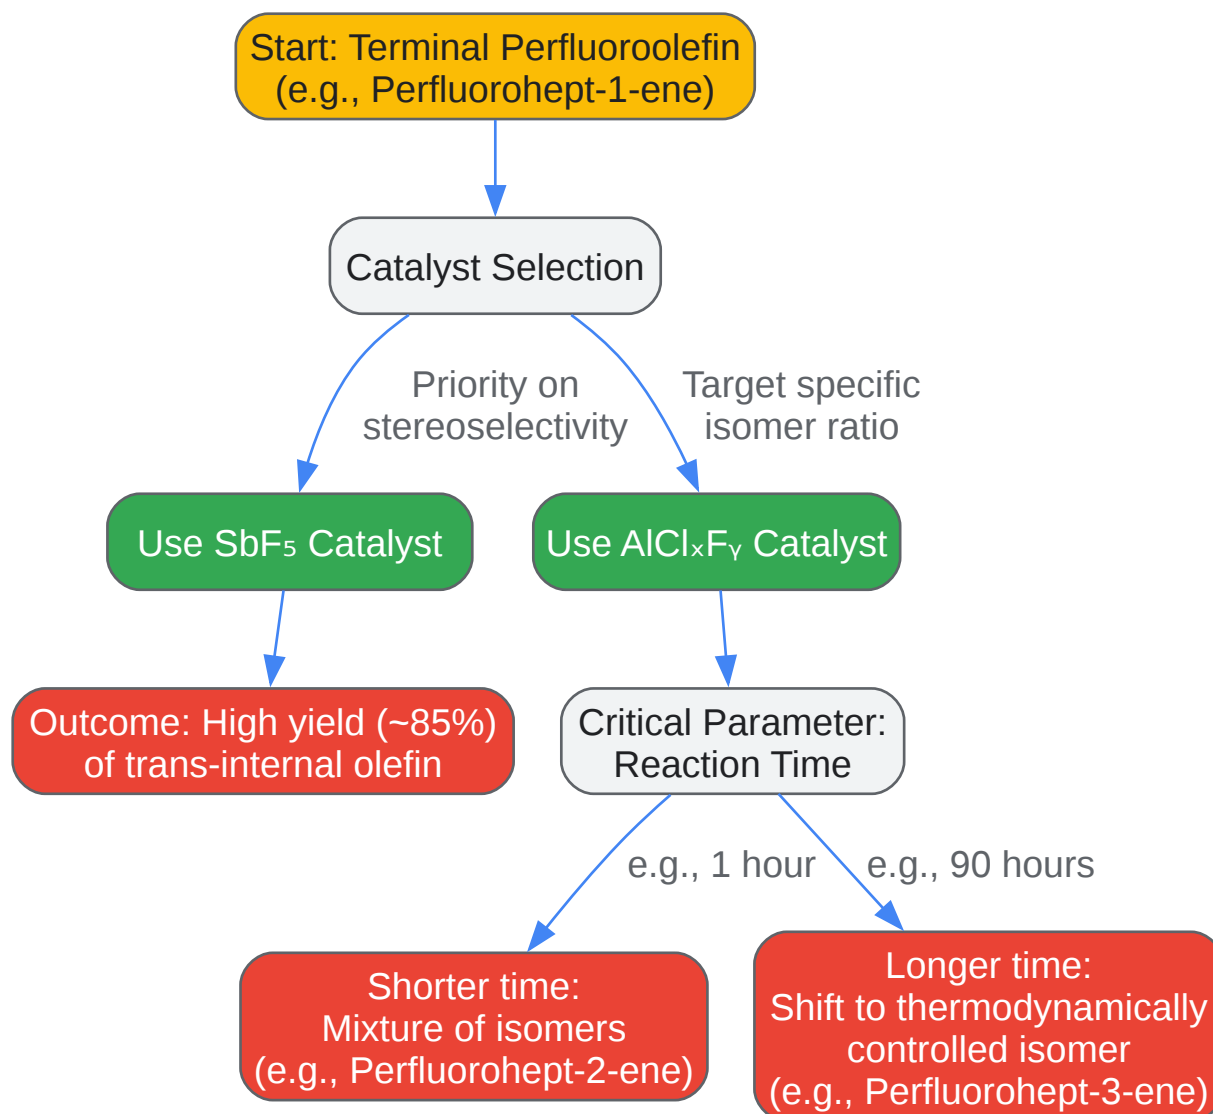 Start: Terminal Perfluoroolefin
(e.g., Perfluorohept-1-ene)
Catalyst Selection
Priority on
stereoselectivity
Target specific
isomer ratio
Use SbF₅ Catalyst
Use AlClₓFᵧ Catalyst
Outcome: High yield (~85%)
of trans-internal olefin
Critical Parameter:
Reaction Time
e.g., 1 hour
e.g., 90 hours
Shorter time:
Mixture of isomers
(e.g., Perfluorohept-2-ene)
Longer time:
Shift to thermodynamically
controlled isomer
(e.g., Perfluorohept-3-ene)